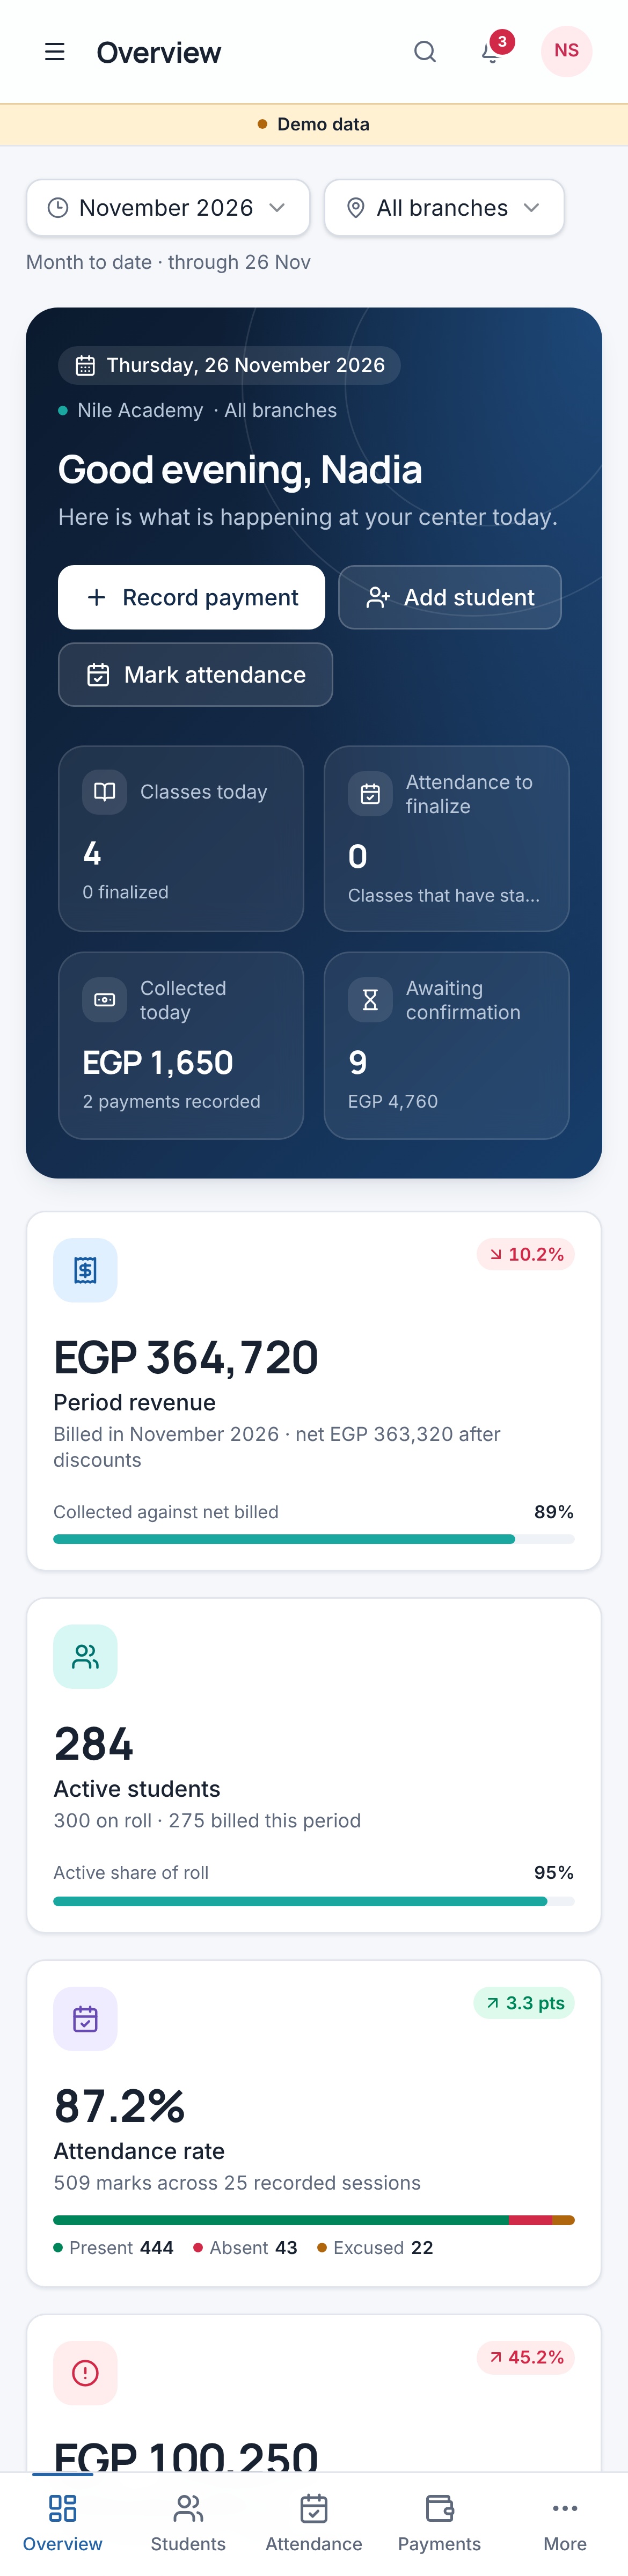 Overview
3
NS
Demo data
November 2026
All branches
Month to date · through 26 Nov
Thursday, 26 November 2026
Nile Academy · All branches
Good evening, Nadia
Here is what is happening at your center today.
Record payment
Add student
Mark attendance
Classes today
4
0 finalized
Attendance to
finalize
0
Classes that have sta...
Collected
today
EGP 1,650
2 payments recorded
Awaiting
confirmation
9
EGP 4,760
10.2%
EGP 364,720
Period revenue
Billed in November 2026 · net EGP 363,320 after
discounts
Collected against net billed 89%
284
Active students
300 on roll · 275 billed this period
Active share of roll 95%
3.3 pts
87.2%
Attendance rate
509 marks across 25 recorded sessions
Present 444 Absent 43 Excused 22
45.2%
EGP 100,250
Overview Students Attendance Payments More